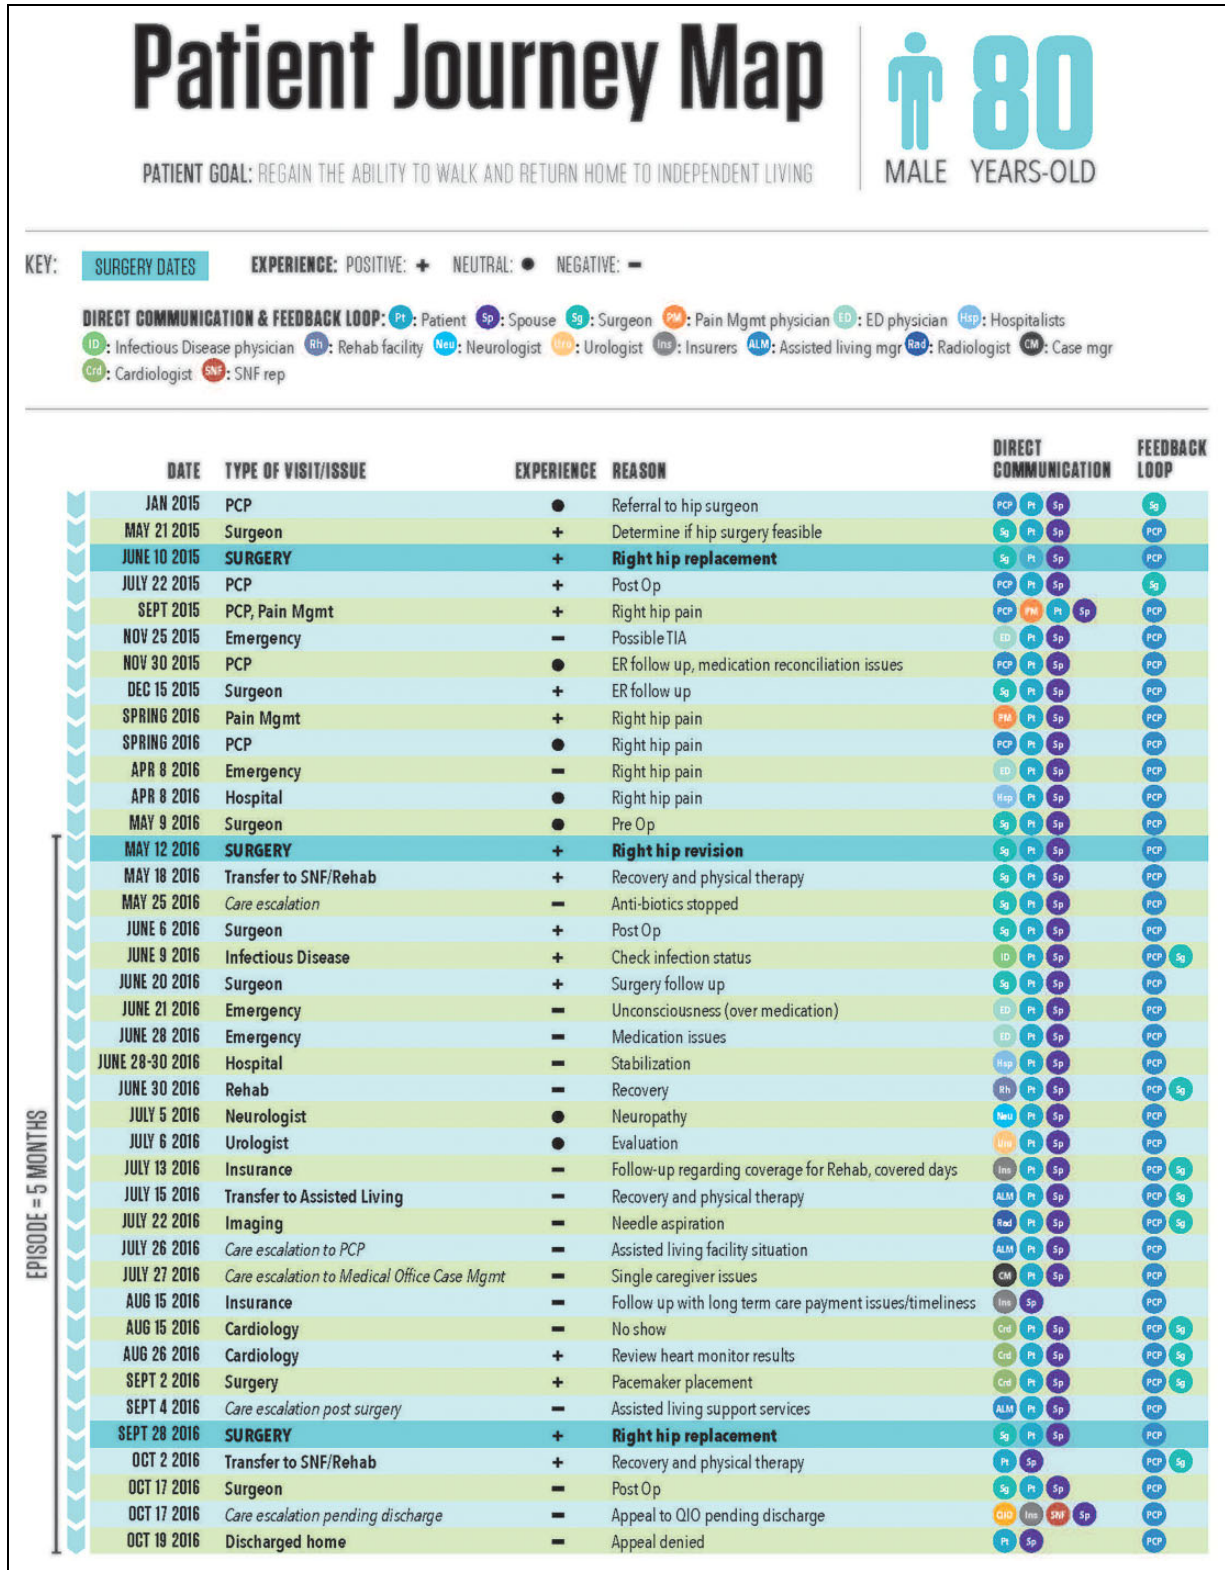 Patient Journey Map
80
PATIENT GOAL: REGAIN THE ABILITY TO WALK AND RETURN HOME TO INDEPENDENT LIVING
MALE YEARS-OLD
KEY: SURGERY DATES EXPERIENCE: POSITIVE: + NEUTRAL: ● NEGATIVE: –
DIRECT COMMUNICATION & FEEDBACK LOOP: Pt : Patient Sp : Spouse Sg : Surgeon PM : Pain Mgmt physician ED : ED physician Hsp : Hospitalists
ID : Infectious Disease physician Rh : Rehab facility Neu : Neurologist Uro : Urologist Ins : Insurers ALM : Assisted living mgr Rad : Radiologist CM : Case mgr
Crd : Cardiologist SNF : SNF rep
DATE TYPE OF VISIT/ISSUE EXPERIENCE REASON DIRECT COMMUNICATION FEEDBACK LOOP
JAN 2015 PCP ● Referral to hip surgeon PCP Pt Sp Sg
MAY 21 2015 Surgeon + Determine if hip surgery feasible Sg Pt Sp PCP
JUNE 10 2015 SURGERY + Right hip replacement Sg Pt Sp PCP
JULY 22 2015 PCP + Post Op PCP Pt Sp Sg
SEPT 2015 PCP, Pain Mgmt + Right hip pain PCP PM Pt Sp PCP
NOV 25 2015 Emergency – Possible TIA ED Pt Sp PCP
NOV 30 2015 PCP ● ER follow up, medication reconciliation issues PCP Pt Sp PCP
DEC 15 2015 Surgeon + ER follow up Sg Pt Sp PCP
SPRING 2016 Pain Mgmt + Right hip pain PM Pt Sp PCP
SPRING 2016 PCP ● Right hip pain PCP Pt Sp PCP
APR 8 2016 Emergency – Right hip pain ED Pt Sp PCP
APR 8 2016 Hospital ● Right hip pain Hsp Pt Sp PCP
MAY 9 2016 Surgeon ● Pre Op Sg Pt Sp PCP
MAY 12 2016 SURGERY + Right hip revision Sg Pt Sp PCP
MAY 18 2016 Transfer to SNF/Rehab + Recovery and physical therapy Sg Pt Sp PCP
MAY 25 2016 Care escalation – Anti-biotics stopped Sg Pt Sp PCP
JUNE 6 2016 Surgeon + Post Op Sg Pt Sp PCP
JUNE 9 2016 Infectious Disease + Check infection status ID Pt Sp PCP Sg
JUNE 20 2016 Surgeon + Surgery follow up Sg Pt Sp PCP
JUNE 21 2016 Emergency – Unconsciousness (over medication) ED Pt Sp PCP
JUNE 28 2016 Emergency – Medication issues ED Pt Sp PCP
JUNE 28-30 2016 Hospital – Stabilization Hsp Pt Sp PCP
JUNE 30 2016 Rehab – Recovery Rh Pt Sp PCP Sg
JULY 5 2016 Neurologist ● Neuropathy Neu Pt Sp PCP
JULY 6 2016 Urologist ● Evaluation Uro Pt Sp PCP
JULY 13 2016 Insurance – Follow-up regarding coverage for Rehab, covered days Ins Pt Sp PCP Sg
JULY 15 2016 Transfer to Assisted Living – Recovery and physical therapy ALM Pt Sp PCP Sg
JULY 22 2016 Imaging – Needle aspiration Rad Pt Sp PCP Sg
JULY 26 2016 Care escalation to PCP – Assisted living facility situation ALM Pt Sp PCP
JULY 27 2016 Care escalation to Medical Office Case Mgmt – Single caregiver issues CM Pt Sp PCP
AUG 15 2016 Insurance – Follow up with long term care payment issues/timeliness Ins Sp PCP
AUG 15 2016 Cardiology – No show Crd Pt Sp PCP Sg
AUG 26 2016 Cardiology + Review heart monitor results Crd Pt Sp PCP Sg
SEPT 2 2016 Surgery + Pacemaker placement Crd Pt Sp PCP Sg
SEPT 4 2016 Care escalation post surgery – Assisted living support services ALM Pt Sp PCP
SEPT 28 2016 SURGERY + Right hip replacement Sg Pt Sp PCP
OCT 2 2016 Transfer to SNF/Rehab + Recovery and physical therapy Pt Sp PCP Sg
OCT 17 2016 Surgeon – Post Op Sg Pt Sp PCP
OCT 17 2016 Care escalation pending discharge – Appeal to QIO pending discharge QIO Ins SNF Sp PCP
OCT 19 2016 Discharged home – Appeal denied Pt Sp PCP
EPISODE = 5 MONTHS